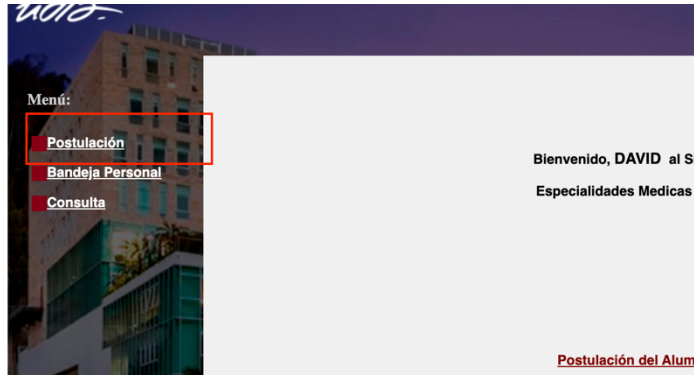 Menú:
Postulación
Bandeja Personal
Consulta
Bienvenido, DAVID al S
Especialidades Medicas
Postulación del Alum